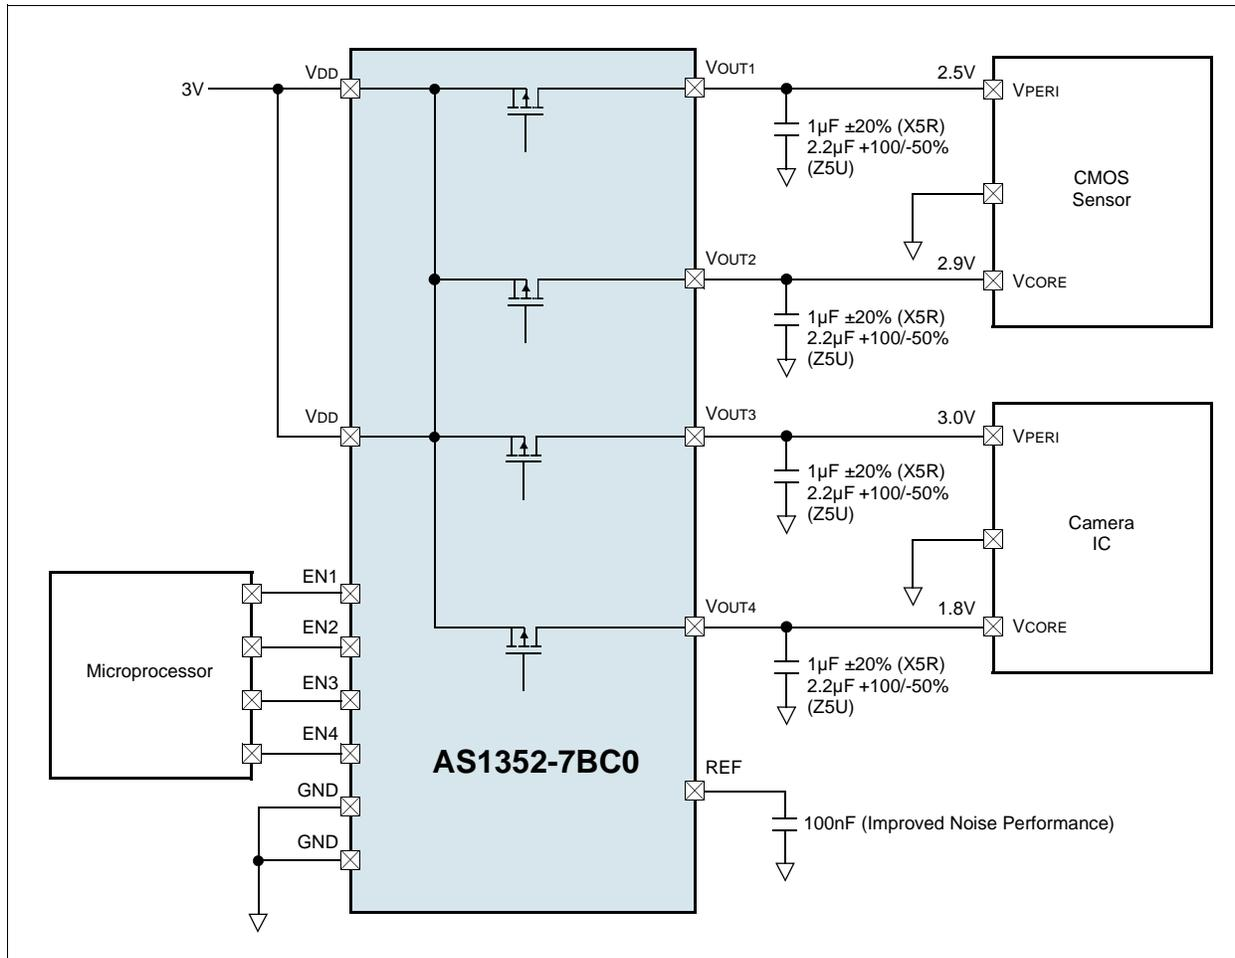 VDD
VOUT1
2.5V
3V
VPERI
1µF ±20% (X5R)
2.2µF +100/-50%
(Z5U)
CMOS
Sensor
VOUT2
2.9V
VCORE
1µF ±20% (X5R)
2.2µF +100/-50%
(Z5U)
VDD
VOUT3
3.0V
VPERI
1µF ±20% (X5R)
2.2µF +100/-50%
(Z5U)
Camera
IC
EN1
VOUT4
1.8V
EN2
VCORE
Microprocessor
1µF ±20% (X5R)
2.2µF +100/-50%
(Z5U)
EN3
EN4
AS1352-7BC0
REF
GND
100nF (Improved Noise Performance)
GND